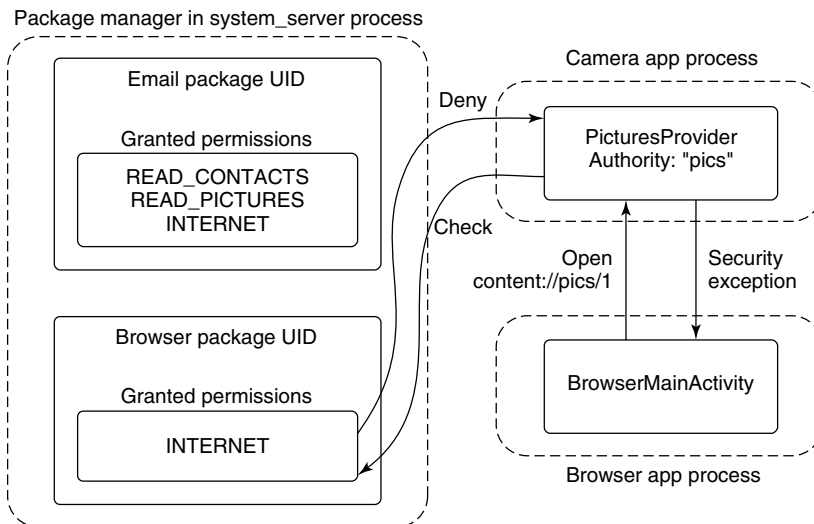 Package manager in system_server process
Email package UID
Granted permissions
READ_CONTACTS
READ_PICTURES
INTERNET
Browser package UID
Granted permissions
INTERNET
Deny
Check
Camera app process
PicturesProvider
Authority: "pics"
Open
content://pics/1
Security
exception
BrowserMainActivity
Browser app process